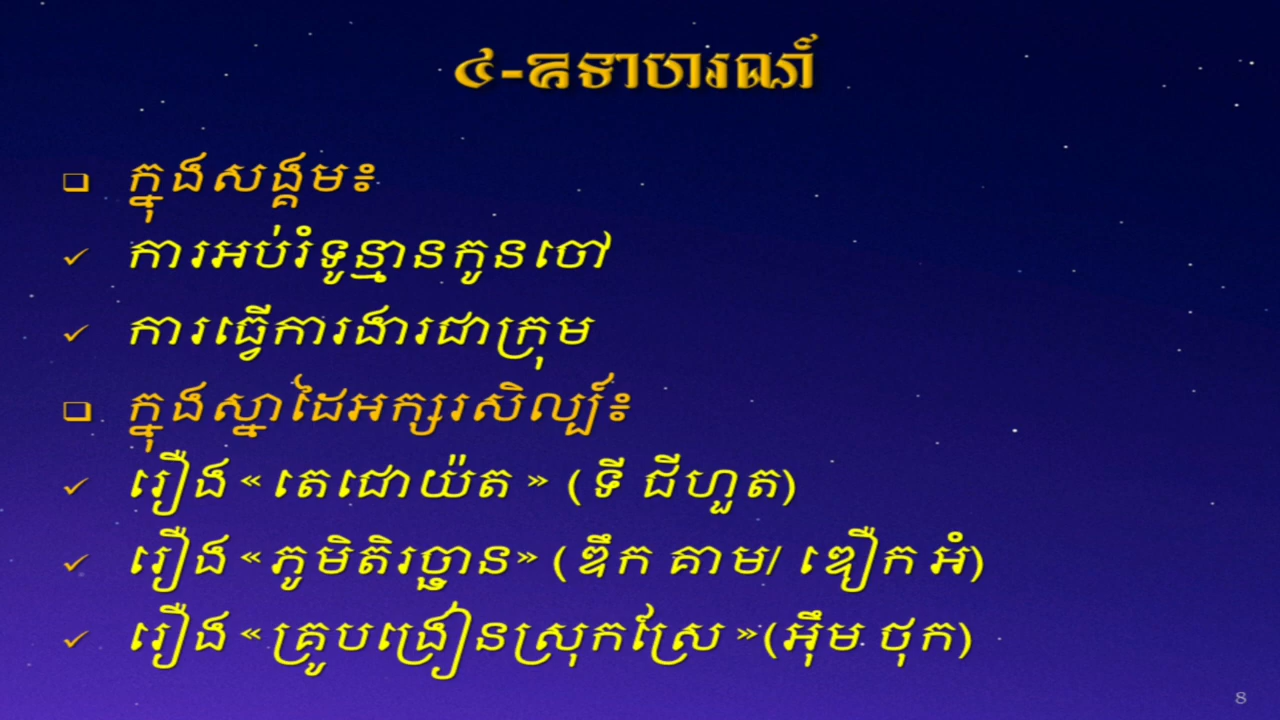 ៤-ឧទាហរណ៍
ក្នុងសង្គម៖
ការអប់រំទូន្មានកូនចៅ
ការធ្វើការងារជាក្រុម
ក្នុងស្នាដៃអក្សរសិល្ប៍៖
រឿង « តេជោយ៉ត » (ទី ជីហួត)
រឿង « ភូមិតិរច្ឆាន» (ឌឹក គាម/ ឌឿក អំ)
រឿង « គ្រូបង្រៀនស្រុកស្រែ »(អ៊ឹម ថុក)
8